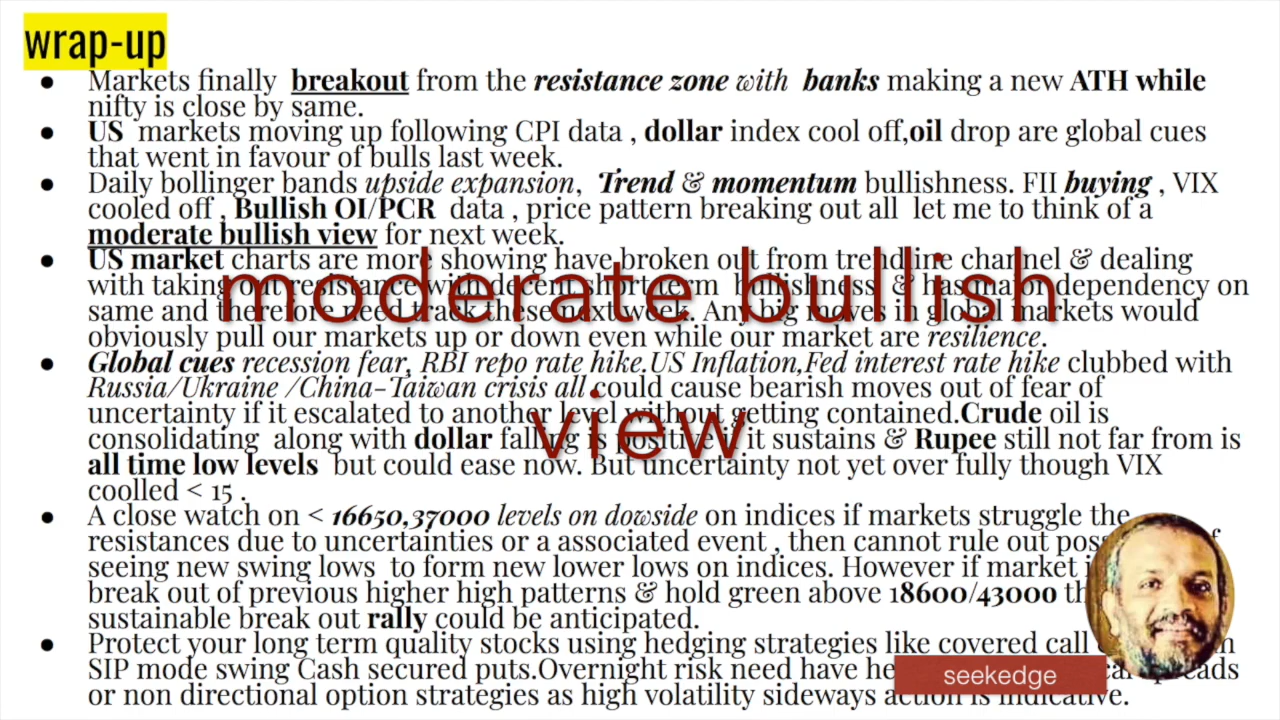 wrap-up
● Markets finally breakout from the resistance zone with banks making a new ATH while
nifty is close by same.
● US markets moving up following CPI data , dollar index cool off,oil drop are global cues
that went in favour of bulls last week.
● Daily bollinger bands upside expansion, Trend & momentum bullishness. FII buying , VIX
cooled off , Bullish OI/PCR data , price pattern breaking out all let me to think of a
moderate bullish view for next week.
● US market charts are more showing have broken out from trendline channel & dealing
with taking out resistance with decent short term bullishness & has major dependency on
same and therefore need track these next week. Any big moves in global markets would
obviously pull our markets up or down even while our market are resilience.
● Global cues recession fear, RBI repo rate hike.US Inflation,Fed interest rate hike clubbed with
Russia/Ukraine /China-Taiwan crisis all could cause bearish moves out of fear of
uncertainty if it escalated to another level without getting contained.Crude oil is
consolidating along with dollar falling is positive if it sustains & Rupee still not far from is
all time low levels but could ease now. But uncertainty not yet over fully though VIX
coolled < 15 .
● A close watch on < 16650,37000 levels on dowside on indices if markets struggle the
resistances due to uncertainties or a associated event , then cannot rule out
seeing new swing lows to form new lower lows on indices. However if market
break out of previous higher high patterns & hold green above 18600/43000
sustainable break out rally could be anticipated.
● Protect your long term quality stocks using hedging strategies like covered call
SIP mode swing Cash secured puts.Overnight risk need have
or non directional option strategies as high volatility sideways action is indicative.
moderate bullish
view
seekedge